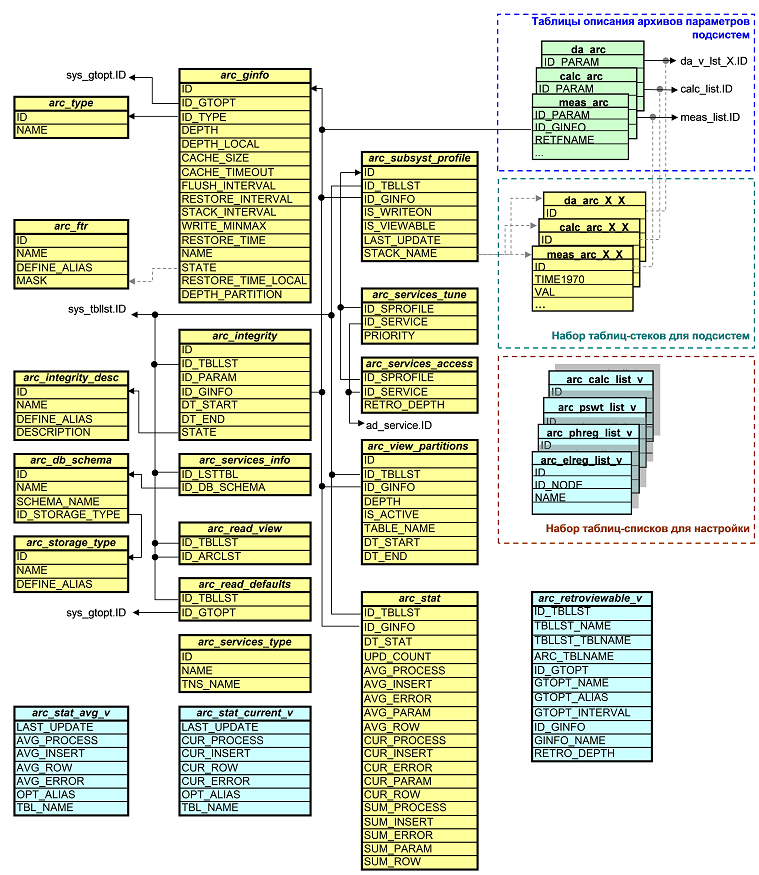 sys_gtopt.ID
arc_type
ID
NAME
arc_ginfo
ID
ID_GTOPT
ID_TYPE
DEPTH
DEPTH_LOCAL
CACHE_SIZE
CACHE_TIMEOUT
FLUSH_INTERVAL
RESTORE_INTERVAL
STACK_INTERVAL
WRITE_MINMAX
RESTORE_TIME
NAME
STATE
RESTORE_TIME_LOCAL
DEPTH_PARTITION
arc_ftr
ID
NAME
DEFINE_ALIAS
MASK
sys_tbllst.ID
arc_integrity
ID
ID_TBLLST
ID_PARAM
ID_GINFO
DT_START
DT_END
STATE
arc_integrity_desc
ID
NAME
DEFINE_ALIAS
DESCRIPTION
arc_db_schema
ID
NAME
SCHEMA_NAME
ID_STORAGE_TYPE
arc_services_info
ID_LSTTBL
ID_DB_SCHEMA
arc_storage_type
ID
NAME
DEFINE_ALIAS
arc_read_view
ID_TBLLST
ID_ARCLST
arc_read_defaults
ID_TBLLST
ID_GTOPT
sys_gtopt.ID
arc_services_type
ID
NAME
TNS_NAME
arc_stat_avg_v
LAST_UPDATE
AVG_PROCESS
AVG_INSERT
AVG_ROW
AVG_ERROR
OPT_ALIAS
TBL_NAME
arc_stat_current_v
LAST_UPDATE
CUR_PROCESS
CUR_INSERT
CUR_ROW
CUR_ERROR
OPT_ALIAS
TBL_NAME
arc_subsyst_profile
ID
ID_TBLLST
ID_GINFO
IS_WRITEON
IS_VIEWABLE
LAST_UPDATE
STACK_NAME
arc_services_tune
ID_SPROFILE
ID_SERVICE
PRIORITY
arc_services_access
ID_SPROFILE
ID_SERVICE
RETRO_DEPTH
ad_service.ID
arc_view_partitions
ID
ID_TBLLST
ID_GINFO
DEPTH
IS_ACTIVE
TABLE_NAME
DT_START
DT_END
arc_stat
ID_TBLLST
ID_GINFO
DT_STAT
UPD_COUNT
AVG_PROCESS
AVG_INSERT
AVG_ERROR
AVG_PARAM
AVG_ROW
CUR_PROCESS
CUR_INSERT
CUR_ERROR
CUR_PARAM
CUR_ROW
SUM_PROCESS
SUM_INSERT
SUM_ERROR
SUM_PARAM
SUM_ROW
Таблицы описания архивов параметров
подсистем
da_arc
ID_PARAM
calc_arc
ID_PARAM
meas_arc
ID_PARAM
ID_GINFO
RETFNAME
...
da_v_lst_X.ID
calc_list.ID
meas_list.ID
da_arc_X_X
ID
calc_arc_X_X
ID
meas_arc_X_X
ID
TIME1970
VAL
...
Набор таблиц-стеков для подсистем
arc_calc_list_v
ID
arc_pswt_list_v
ID
arc_phreg_list_v
ID
arc_elreg_list_v
ID
ID_NODE
NAME
Набор таблиц-списков для настройки
arc_retroviewable_v
ID_TBLLST
TBLLST_NAME
TBLLST_TBLNAME
ARC_TBLNAME
ID_GTOPT
GTOPT_NAME
GTOPT_ALIAS
GTOPT_INTERVAL
ID_GINFO
GINFO_NAME
RETRO_DEPTH